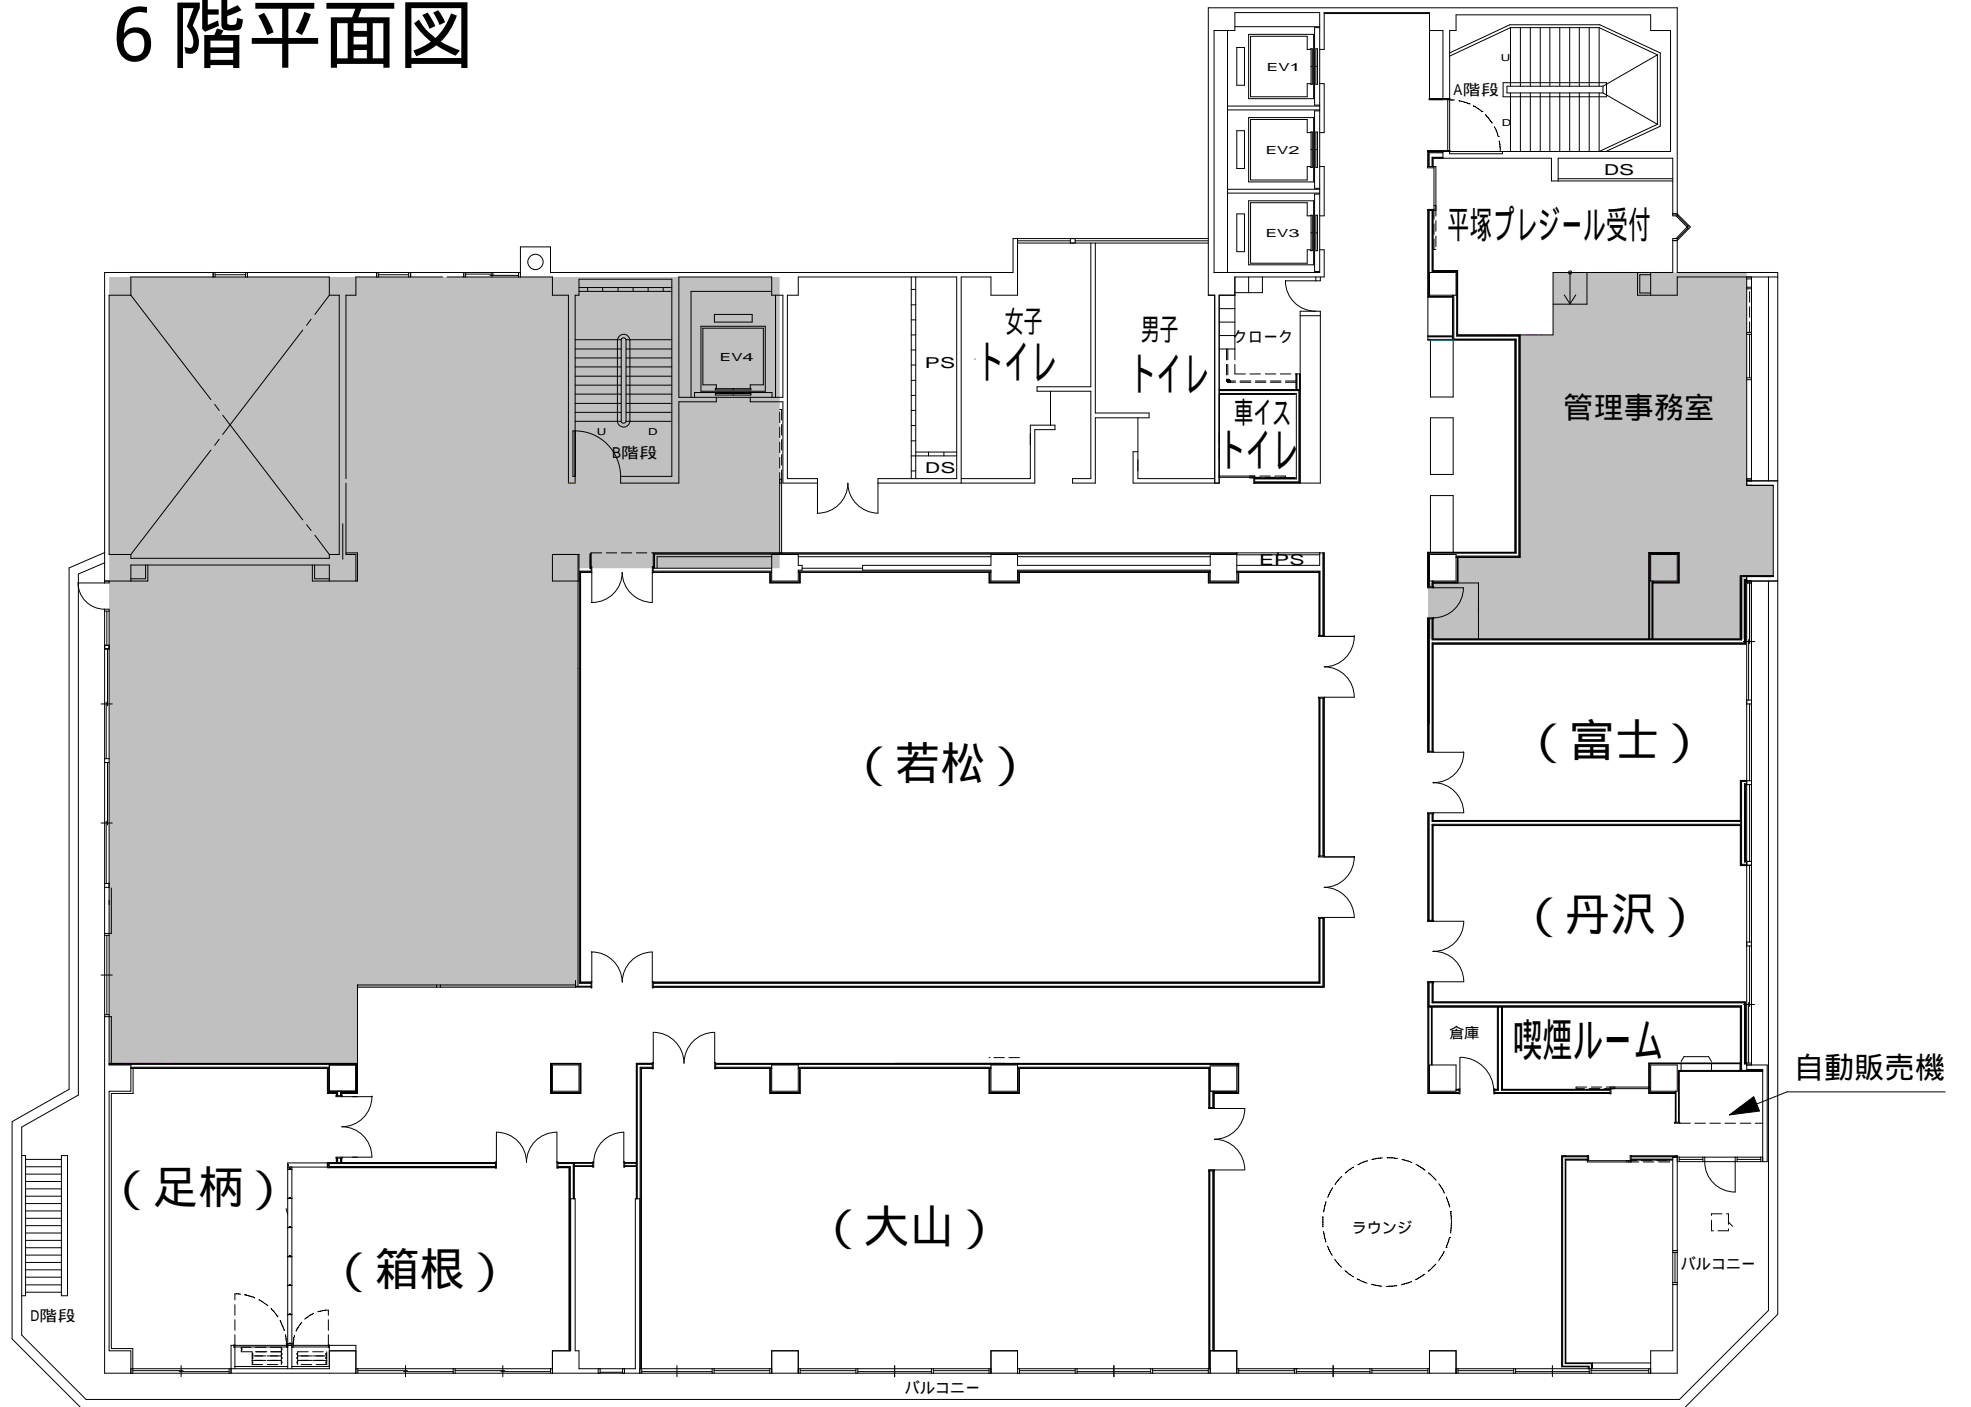 6階平面図
EV1
A階段
U
D
EV2
DS
EV3
平塚プレジール受付
EV4
U
D
B階段
PS
DS
女子
トイレ
男子
トイレ
クローク
車イス
トイレ
管理事務室
EPS
(若松)
(富士)
(丹沢)
倉庫
喫煙ルーム
自動販売機
(足柄)
(箱根)
(大山)
ラウンジ
バルコニー
D階段
バルコニー